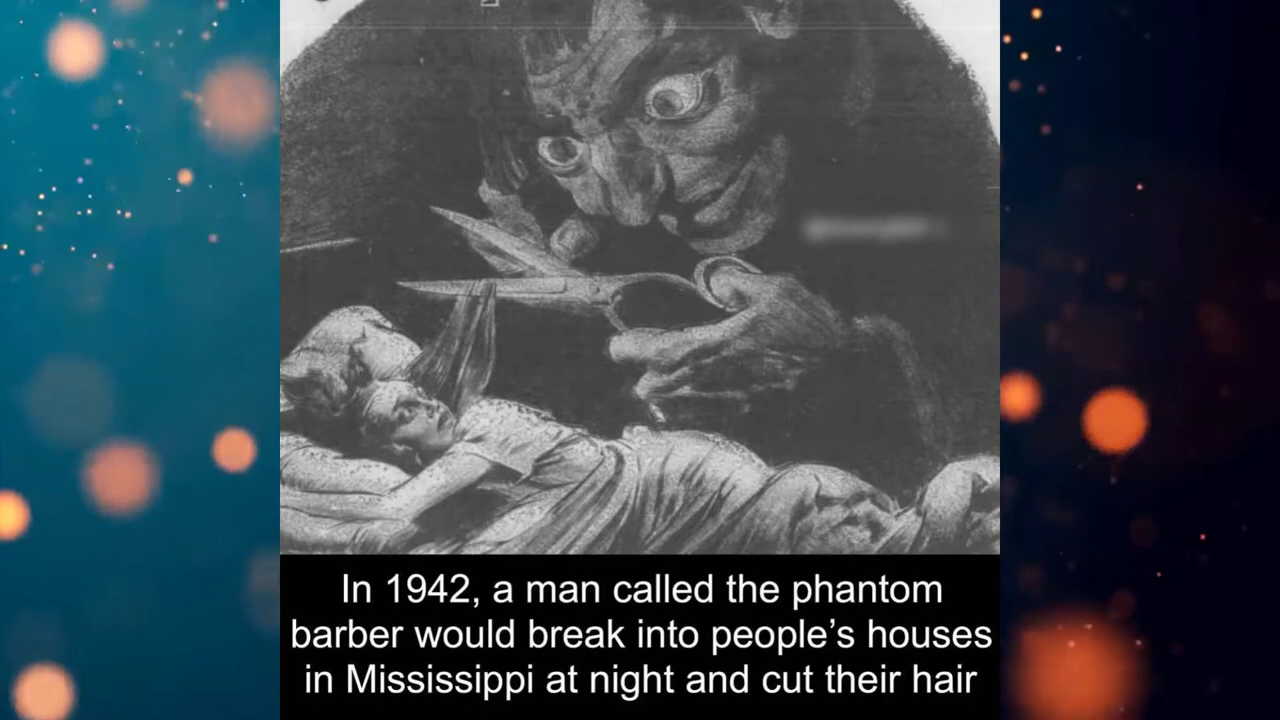 In 1942, a man called the phantom
barber would break into people’s houses
in Mississippi at night and cut their hair